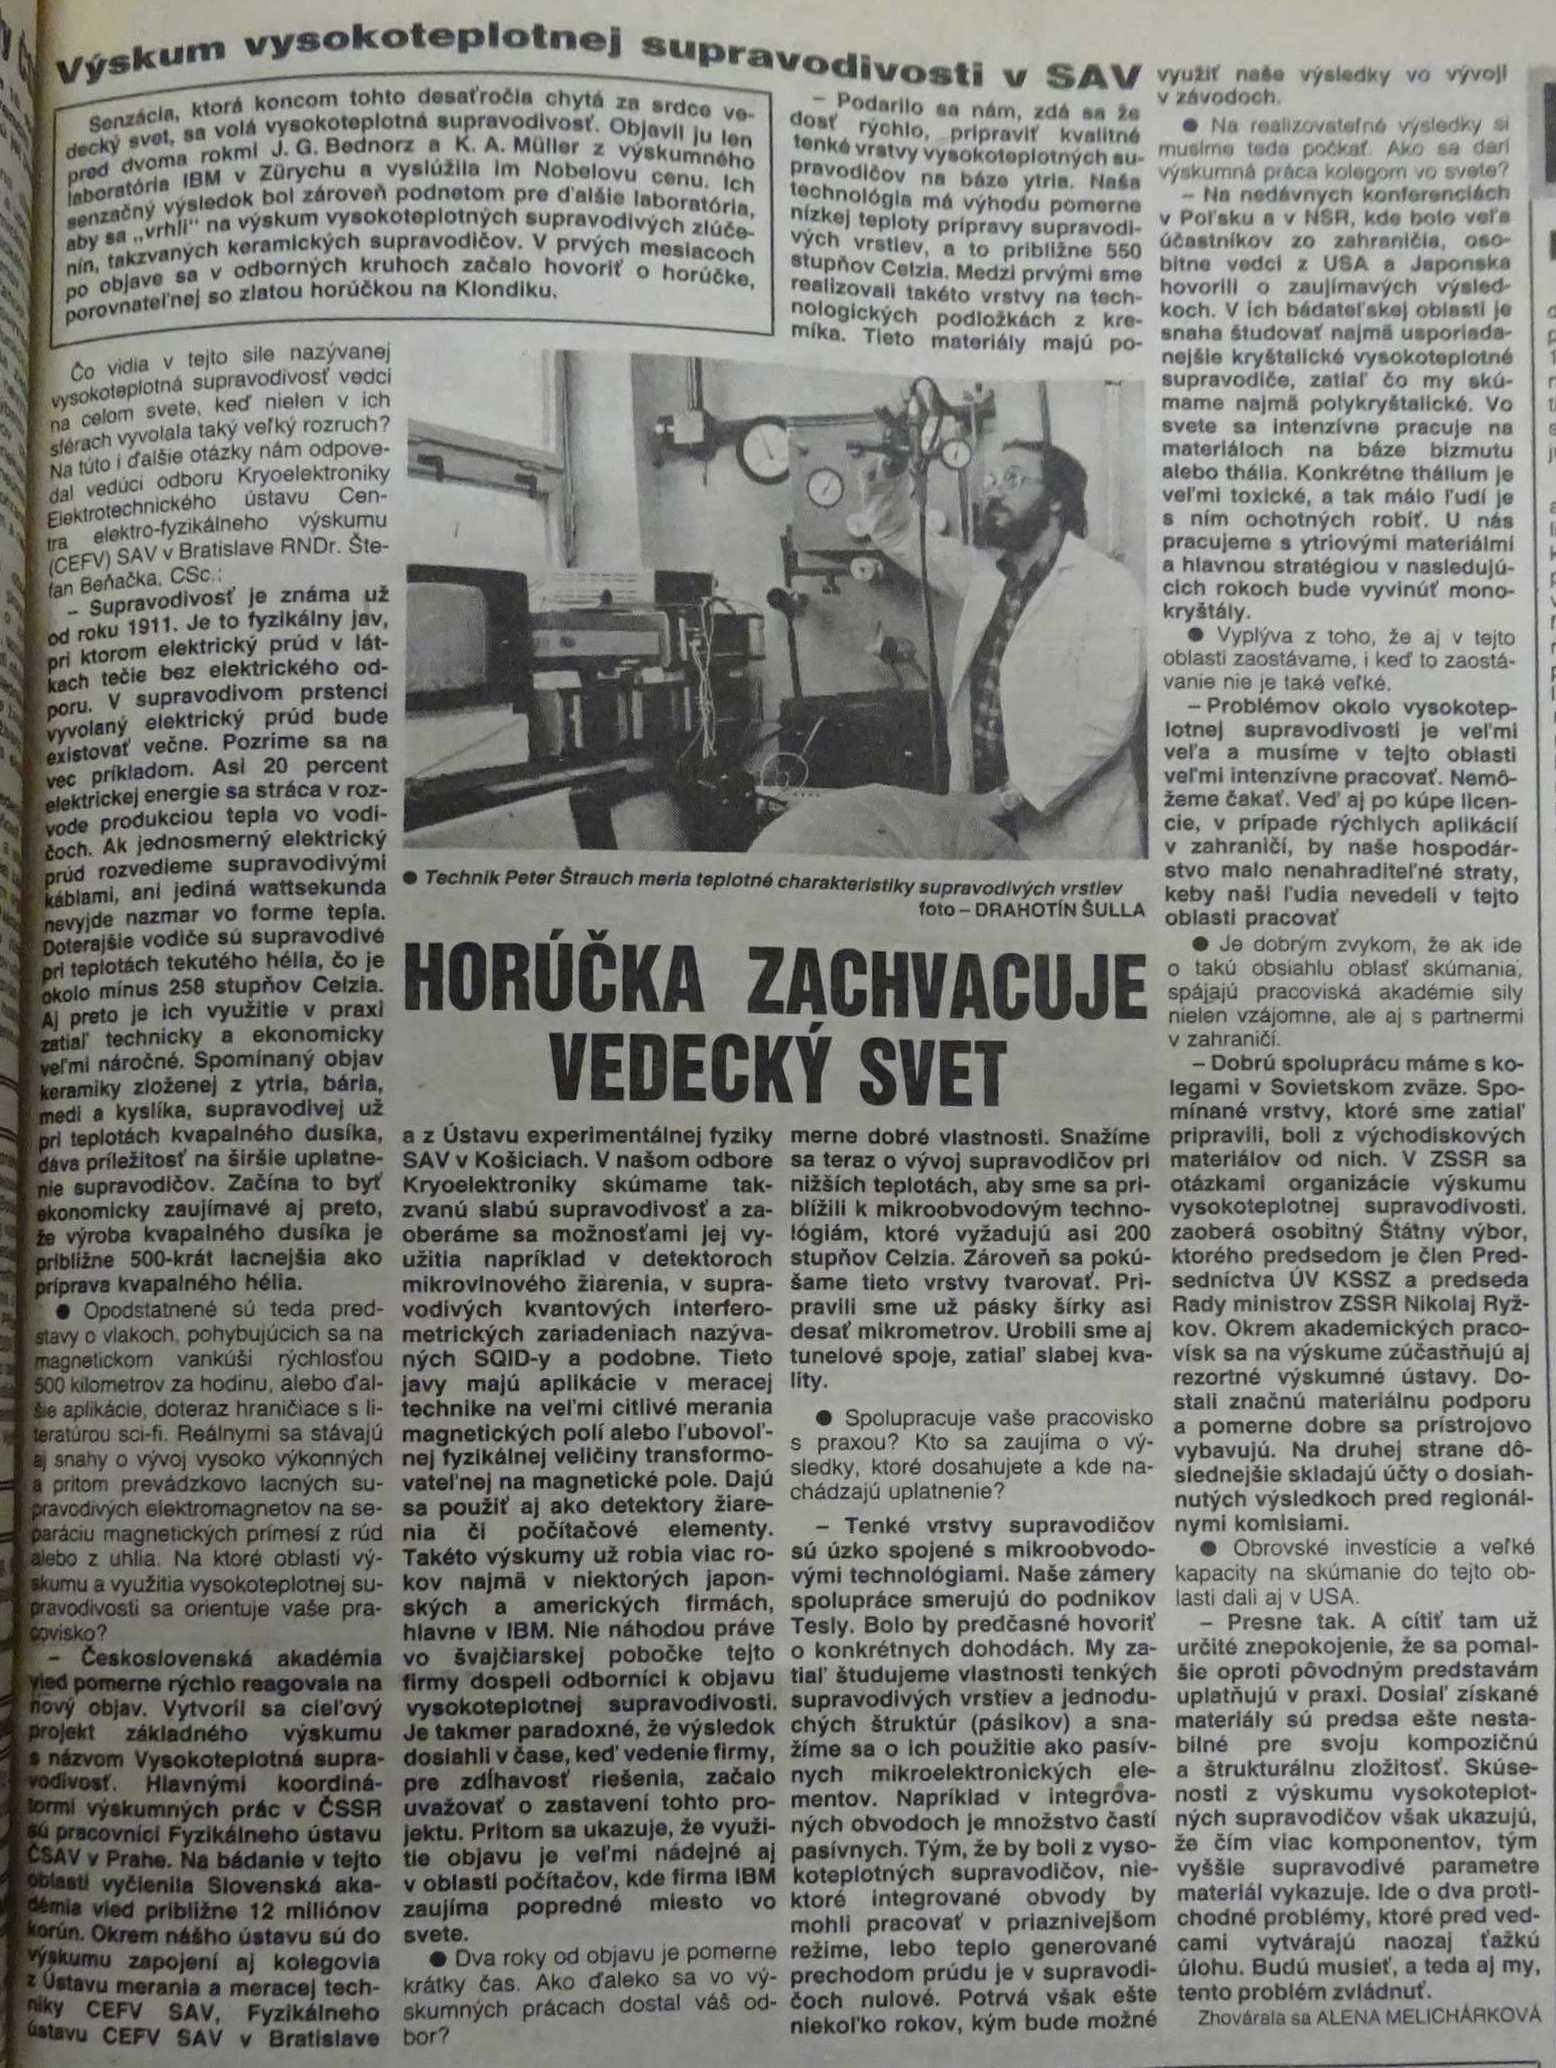 Výskum vysokoteplotnej supravodivosti v SAV
Senzácia, ktorá koncom tohto desaťročia chytá za srdce ve-
decký svet, sa volá vysokoteplotná supravodivosť. Objavil ju len
pred dvoma rokmi J. G. Bednorz a K. A. Müller z výskumného
laboratória IBM v Zürychu a vyslúžila im Nobelovu cenu. Ich
senzačný výsledok bol zároveň podnetom pre ďalšie laboratória,
aby sa „vrhli" na výskum vysokoteplotných supravodivých zlúče-
nín, takzvaných keramických supravodičov. V prvých mesiacoch
po objave sa v odborných kruhoch začalo hovoriť o horúčke,
porovnateľnej so zlatou horúčkou na Klondiku.
Čo vidia v tejto sile nazývanej
vysokoteplotná supravodivosť vedci
na celom svete, keď nielen v ich
sférach vyvolala taký veľký rozruch?
Na túto i ďalšie otázky nám odpove-
dal vedúci odboru Kryoelektroniky
Elektrotechnického ústavu Cen-
tra elektro-fyzikálneho výskumu
(CEFV) SAV v Bratislave RNDr. Šte-
fan Beňačka, CSc.:
– Supravodivosť je známa už
od roku 1911. Je to fyzikálny jav,
pri ktorom elektrický prúd v lát-
kach tečie bez elektrického od-
poru. V supravodivom prstenci
vyvolaný elektrický prúd bude
existovať večne. Pozrime sa na
vec príkladom. Asi 20 percent
elektrickej energie sa stráca v roz-
vode produkciou tepla vo vodi-
čoch. Ak jednosmerný elektrický
prúd rozvedieme supravodivými
káblami, ani jediná wattsekunda
nevyjde nazmar vo forme tepla.
Doterajšie vodiče sú supravodivé
pri teplotách tekutého hélia, čo je
okolo mínus 258 stupňov Celzia.
Aj preto je ich využitie v praxi
zatiaľ technicky a ekonomicky
veľmi náročné. Spomínaný objav
keramiky zloženej z ytria, bária,
medi a kyslíka, supravodivej už
pri teplotách kvapalného dusíka,
dáva príležitosť na širšie uplatne-
nie supravodičov. Začína to byť
ekonomicky zaujímavé aj preto,
že výroba kvapalného dusíka je
približne 500-krát lacnejšia ako
príprava kvapalného hélia.
● Opodstatnené sú teda pred-
stavy o vlakoch, pohybujúcich sa na
magnetickom vankúši rýchlosťou
500 kilometrov za hodinu, alebo ďal-
šie aplikácie, doteraz hraničiace s li-
teratúrou sci-fi. Reálnymi sa stávajú
aj snahy o vývoj vysoko výkonných
a pritom prevádzkovo lacných su-
pravodivých elektromagnetov na se-
paráciu magnetických prímesí z rúd
alebo z uhlia. Na ktoré oblasti vý-
skumu a využitia vysokoteplotnej su-
pravodivosti sa orientuje vaše pra-
covisko?
– Československá akadémia
vied pomerne rýchlo reagovala na
nový objav. Vytvoril sa cieľový
projekt základného výskumu
s názvom Vysokoteplotná supra-
vodivosť. Hlavnými koordiná-
tormi výskumných prác v ČSSR
sú pracovníci Fyzikálneho ústavu
ČSAV v Prahe. Na bádanie v tejto
oblasti vyčlenila Slovenská aka-
démia vied približne 12 miliónov
korún. Okrem nášho ústavu sú do
výskumu zapojení aj kolegovia
z Ústavu merania a meracej tech-
niky CEFV SAV, Fyzikálneho
ústavu CEFV SAV v Bratislave
● Technik Peter Štrauch meria teplotné charakteristiky supravodivých vrstiev
foto – DRAHOTÍN ŠULLA
HORÚČKA ZACHVACUJE
VEDECKÝ SVET
a z Ústavu experimentálnej fyziky
SAV v Košiciach. V našom odbore
Kryoelektroniky skúmame tak-
zvanú slabú supravodivosť a za-
oberáme sa možnosťami jej vy-
užitia napríklad v detektoroch
mikrovlnového žiarenia, v supra-
vodivých kvantových interfero-
metrických zariadeniach nazýva-
ných SQID-y a podobne. Tieto
javy majú aplikácie v meracej
technike na veľmi citlivé merania
magnetických polí alebo ľubovoľ-
nej fyzikálnej veličiny transformo-
vateľnej na magnetické pole. Dajú
sa použiť aj ako detektory žiare-
nia či počítačové elementy.
Takéto výskumy už robia viac ro-
kov najmä v niektorých japon-
ských a amerických firmách,
hlavne v IBM. Nie náhodou práve
vo švajčiarskej pobočke tejto
firmy dospeli odborníci k objavu
vysokoteplotnej supravodivosti.
Je takmer paradoxné, že výsledok
dosiahli v čase, keď vedenie firmy,
pre zdĺhavosť riešenia, začalo
uvažovať o zastavení tohto pro-
jektu. Pritom sa ukazuje, že využi-
tie objavu je veľmi nádejné aj
v oblasti počítačov, kde firma IBM
zaujíma popredné miesto vo
svete.
● Dva roky od objavu je pomerne
krátky čas. Ako ďaleko sa vo vý-
skumných prácach dostal váš od-
bor?
– Podarilo sa nám, zdá sa že
dosť rýchlo, pripraviť kvalitné
tenké vrstvy vysokoteplotných su-
pravodičov na báze ytria. Naša
technológia má výhodu pomerne
nízkej teploty prípravy supravodi-
vých vrstiev, a to približne 550
stupňov Celzia. Medzi prvými sme
realizovali takéto vrstvy na tech-
nologických podložkách z kre-
míka. Tieto materiály majú po-
merne dobré vlastnosti. Snažíme
sa teraz o vývoj supravodičov pri
nižších teplotách, aby sme sa pri-
blížili k mikroobvodovým techno-
lógiám, ktoré vyžadujú asi 200
stupňov Celzia. Zároveň sa pokú-
šame tieto vrstvy tvarovať. Pri-
pravili sme už pásky šírky asi
desať mikrometrov. Urobili sme aj
tunelové spoje, zatiaľ slabej kva-
lity.
● Spolupracuje vaše pracovisko
s praxou? Kto sa zaujíma o vý-
sledky, ktoré dosahujete a kde na-
chádzajú uplatnenie?
– Tenké vrstvy supravodičov
sú úzko spojené s mikroobvodo-
vými technológiami. Naše zámery
spolupráce smerujú do podnikov
Tesly. Bolo by predčasné hovoriť
o konkrétnych dohodách. My za-
tiaľ študujeme vlastnosti tenkých
supravodivých vrstiev a jednodu-
chých štruktúr (pásikov) a sna-
žíme sa o ich použitie ako pasív-
nych mikroelektronických ele-
mentov. Napríklad v integrova-
ných obvodoch je množstvo častí
pasívnych. Tým, že by boli z vyso-
koteplotných supravodičov, nie-
ktoré integrované obvody by
mohli pracovať v priaznivejšom
režime, lebo teplo generované
prechodom prúdu je v supravodi-
čoch nulové. Potrvá však ešte
niekoľko rokov, kým bude možné
využiť naše výsledky vo vývoji
v závodoch.
● Na realizovateľné výsledky si
musíme teda počkať. Ako sa darí
výskumná práca kolegom vo svete?
– Na nedávnych konferenciách
v Poľsku a v NSR, kde bolo veľa
účastníkov zo zahraničia, oso-
bitne vedci z USA a Japonska
hovorili o zaujímavých výsled-
koch. V ich bádateľskej oblasti je
snaha študovať najmä usporiada-
nejšie kryštalické vysokoteplotné
supravodiče, zatiaľ čo my skú-
mame najmä polykryštalické. Vo
svete sa intenzívne pracuje na
materiáloch na báze bizmutu
alebo thália. Konkrétne thálium je
veľmi toxické, a tak málo ľudí je
s ním ochotných robiť. U nás
pracujeme s ytriovými materiálmi
a hlavnou stratégiou v nasledujú-
cich rokoch bude vyvinúť mono-
kryštály.
● Vyplýva z toho, že aj v tejto
oblasti zaostávame, i keď to zaostá-
vanie nie je také veľké.
– Problémov okolo vysokotep-
lotnej supravodivosti je veľmi
veľa a musíme v tejto oblasti
veľmi intenzívne pracovať. Nemô-
žeme čakať. Veď aj po kúpe licen-
cie, v prípade rýchlych aplikácií
v zahraničí, by naše hospodár-
stvo malo nenahraditeľné straty,
keby naši ľudia nevedeli v tejto
oblasti pracovať
● Je dobrým zvykom, že ak ide
o takú obsiahlu oblasť skúmania,
spájajú pracoviská akadémie sily
nielen vzájomne, ale aj s partnermi
v zahraničí.
– Dobrú spoluprácu máme s ko-
legami v Sovietskom zväze. Spo-
mínané vrstvy, ktoré sme zatiaľ
pripravili, boli z východiskových
materiálov od nich. V ZSSR sa
otázkami organizácie výskumu
vysokoteplotnej supravodivosti.
zaoberá osobitný Štátny výbor,
ktorého predsedom je člen Pred-
sedníctva ÚV KSSZ a predseda
Rady ministrov ZSSR Nikolaj Ryž-
kov. Okrem akademických praco-
vísk sa na výskume zúčastňujú aj
rezortné výskumné ústavy. Do-
stali značnú materiálnu podporu
a pomerne dobre sa prístrojovo
vybavujú. Na druhej strane dô-
slednejšie skladajú účty o dosiah-
nutých výsledkoch pred regionál-
nymi komisiami.
● Obrovské investície a veľké
kapacity na skúmanie do tejto ob-
lasti dali aj v USA.
– Presne tak. A cítiť tam už
určité znepokojenie, že sa pomal-
šie oproti pôvodným predstavám
uplatňujú v praxi. Dosiaľ získané
materiály sú predsa ešte nesta-
bilné pre svoju kompozičnú
a štrukturálnu zložitosť. Skúse-
nosti z výskumu vysokoteplot-
ných supravodičov však ukazujú,
že čím viac komponentov, tým
vyššie supravodivé parametre
materiál vykazuje. Ide o dva proti-
chodné problémy, ktoré pred ved-
cami vytvárajú naozaj ťažkú
úlohu. Budú musieť, a teda aj my,
tento problém zvládnuť.
Zhovárala sa ALENA MELICHÁRKOVÁ